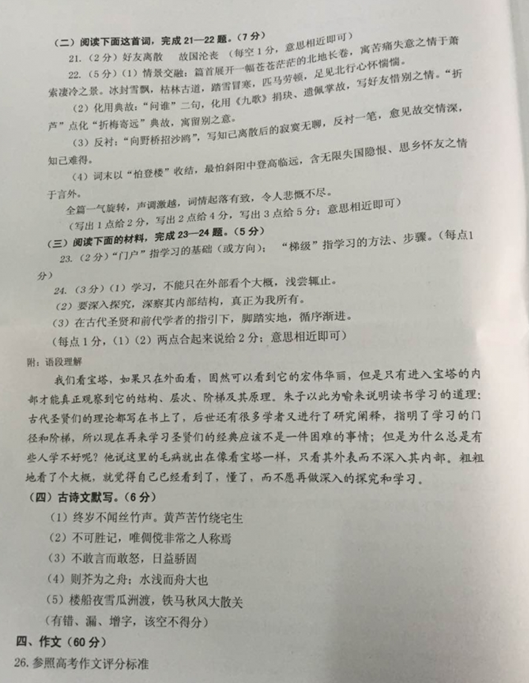 （二）阅读下面这首词，完成21—22题。（7分）
21.（2分）好友离散　故国沦丧　（每空1分，意思相近即可）
22.（5分）（1）情景交融：篇首展开一幅苍苍茫茫的北地长卷，寓苦痛失意之情于萧
索凄冷之景。冰封雪飘，枯林古道，踏雪冒寒，匹马劳顿，足见北行心怀惴惴。
（2）化用典故：“问谁”二句，化用《九歌》捐玦、遗佩掌故，写好友惜别之情。“折
芦”点化“折梅寄远”典故，寓留别之意。
（3）反衬：“向野桥招沙鸥”，写知己离散后的寂寞无聊，反衬一笔，愈见故交情深，
知己难得。
（4）词末以“怕登楼”收结，最怕斜阳中登高临远，含无限失国隐恨、思乡怀友之情
于言外。
全篇一气旋转，声调激越，词情起落有致，令人悲慨不尽。
（写出1点给2分，写出2点给4分，写出3点给5分；意思相近即可）
（三）阅读下面的材料，完成23—24题。（5分）
23.（2分）“门户”指学习的基础（或方向）；　“梯级”指学习的方法、步骤。（每点1
分）
24.（3分）（1）学习，不能只在外部看个大概，浅尝辄止。
（2）要深入探究，深察其内部结构，真正为我所有。
（3）在古代圣贤和前代学者的指引下，脚踏实地，循序渐进。
（每点1分，（1）（2）两点合起来说给2分；意思相近即可）
附：语段理解
我们看宝塔，如果只在外面看，固然可以看到它的宏伟华丽，但是只有进入宝塔的内
部才能真正观察到它的结构、层次、阶梯及其原理。朱子以此为喻来说明读书学习的道理：
古代圣贤们的理论都写在书上了，后世还有很多学者又进行了研究阐释，指明了学习的门
径和阶梯，所以现在再来学习圣贤们的经典应该不是一件困难的事情；但是为什么总是有
些人学不好呢？他说这里的毛病就出在像看宝塔一样，只看其外表而不深入其内部。粗粗
地看了个大概，就觉得自己已经看到了，懂了，而不愿再做深入的探究和学习。
（四）古诗文默写。（6分）
（1）终岁不闻丝竹声。黄芦苦竹绕宅生
（2）不可胜记，唯倜傥非常之人称焉
（3）不敢言而敢怒，日益骄固
（4）则芥为之舟；水浅而舟大也
（5）楼船夜雪瓜洲渡，铁马秋风大散关
（有错、漏、增字，该空不得分）
四、作文（60分）
26.参照高考作文评分标准